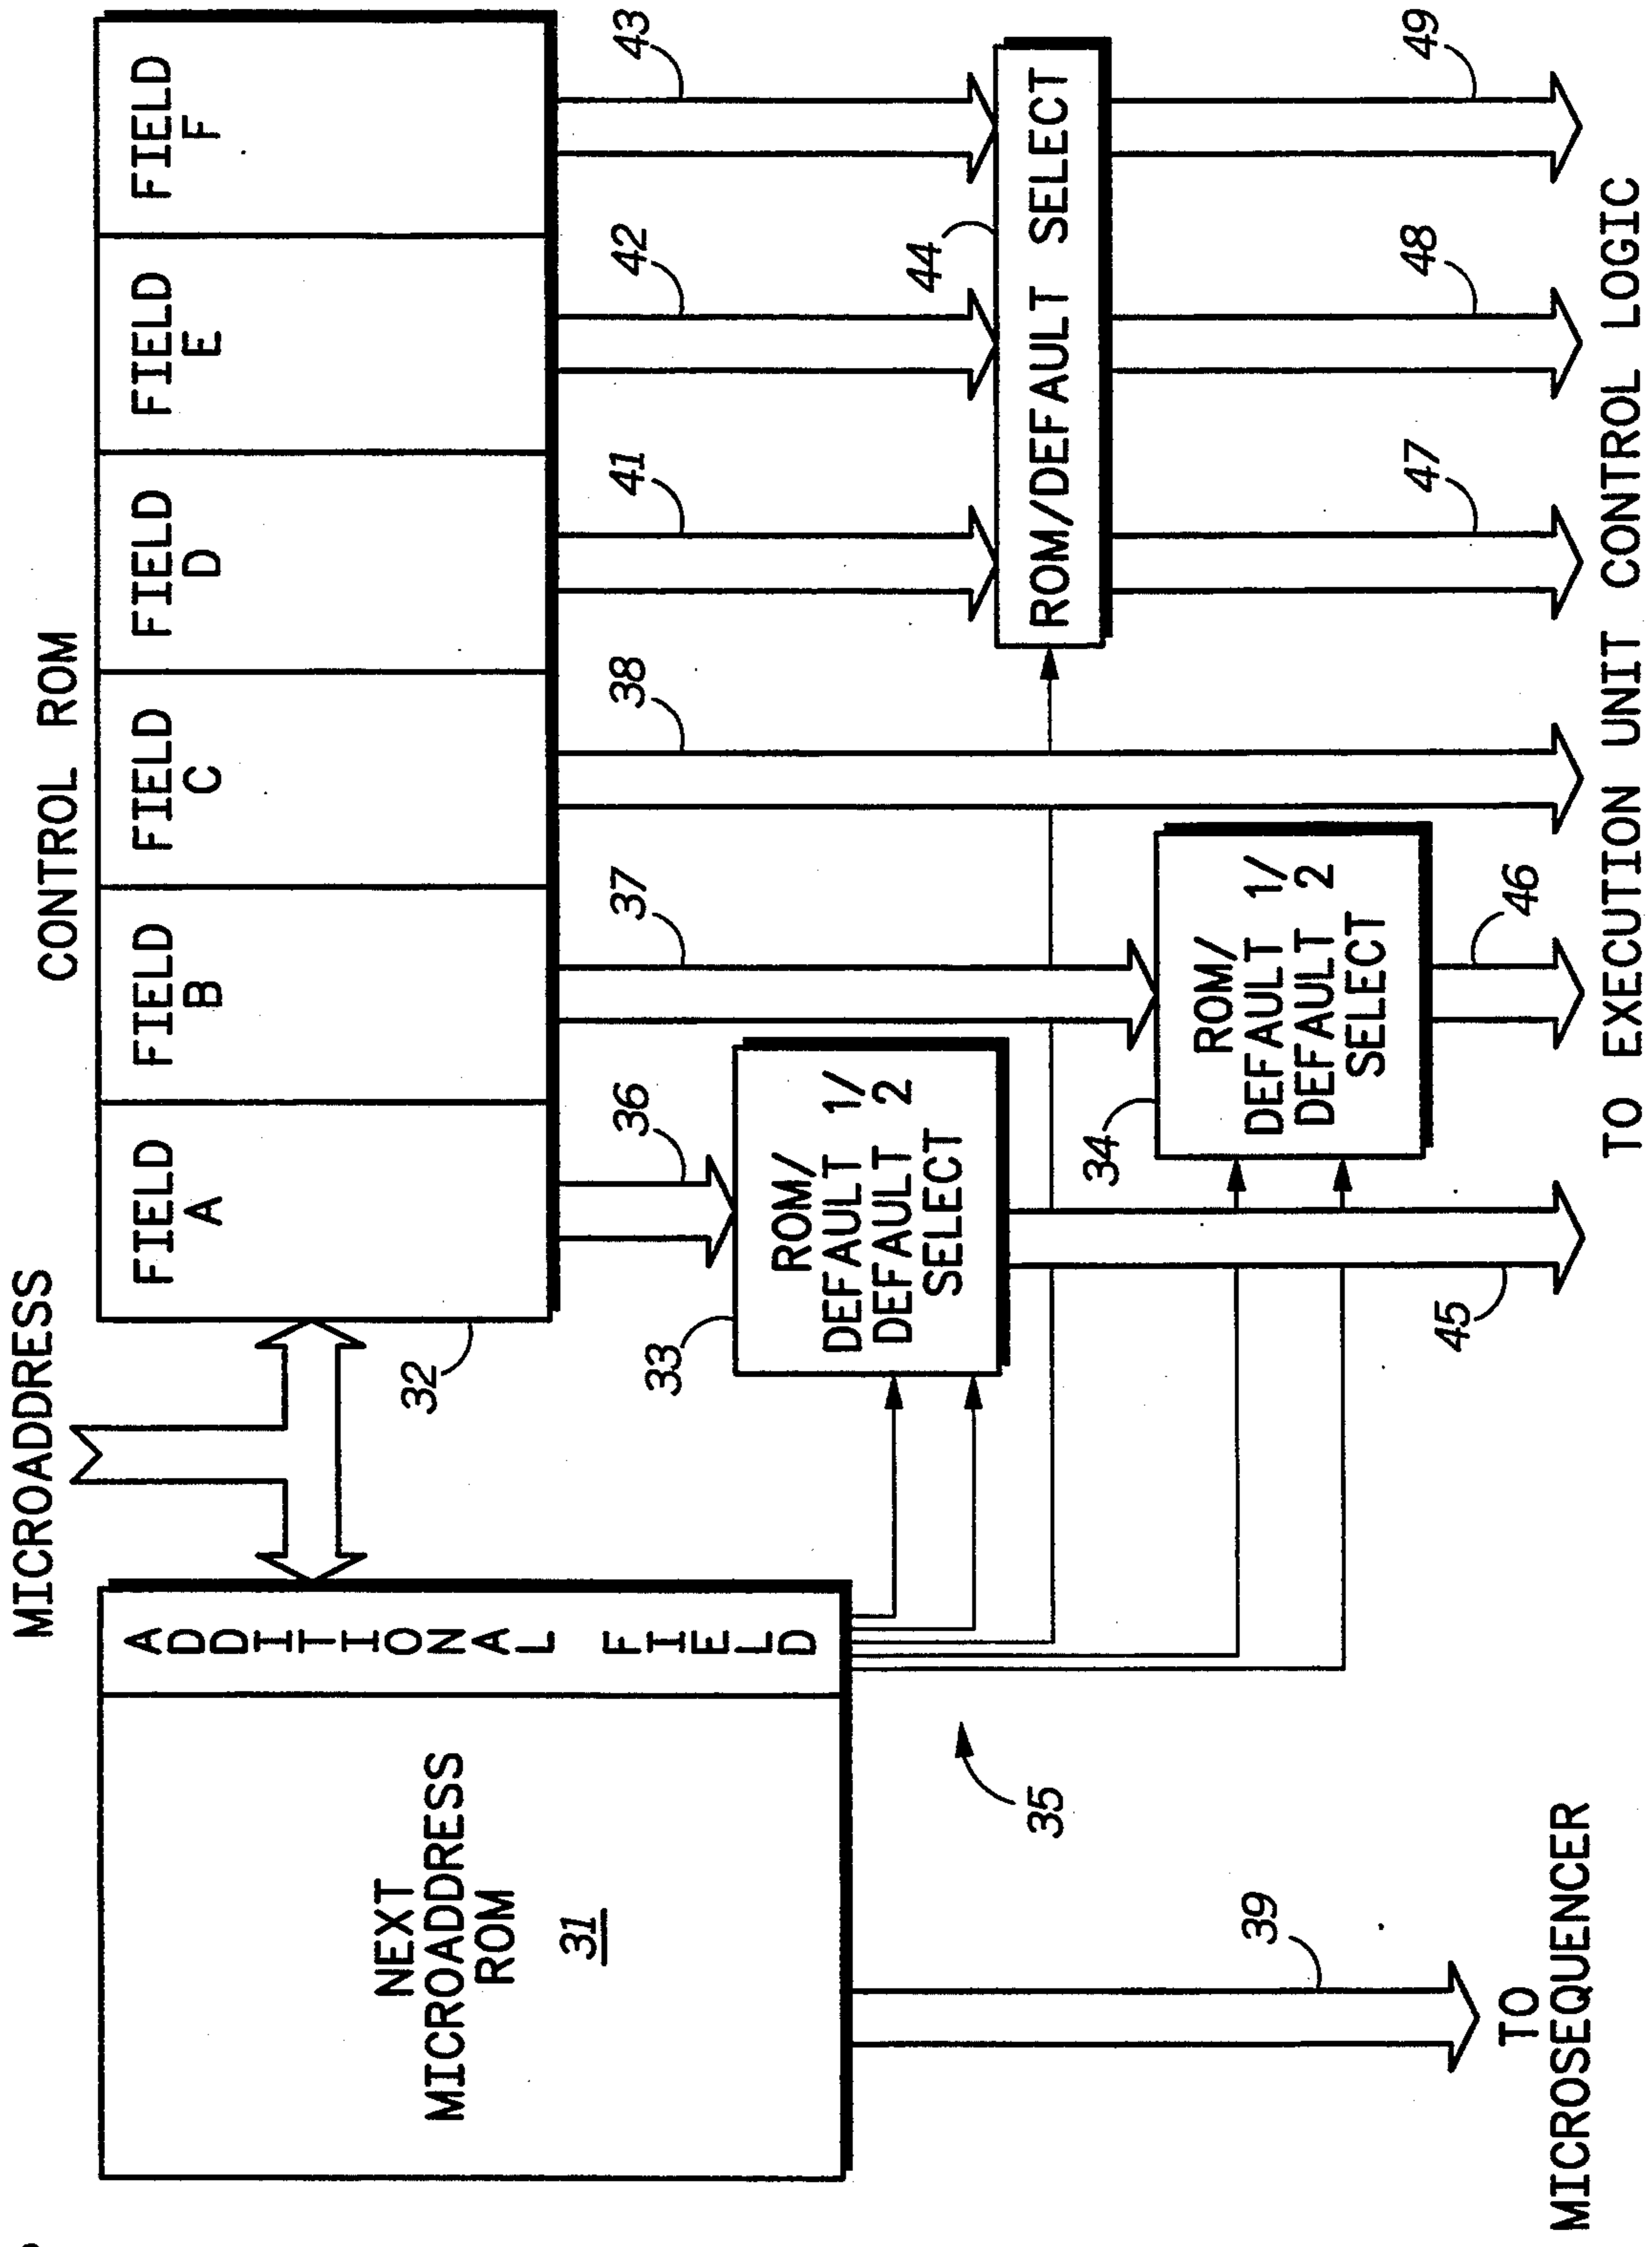 MICROADDRESS
CONTROL ROM
NEXT
MICROADDRESS
ROM
31
ADDITIONAL FIELD
FIELD
A
FIELD
B
FIELD
C
FIELD
D
FIELD
E
FIELD
F
32
36
37
38
41
42
43
33
ROM/
DEFAULT 1/
DEFAULT 2
SELECT
44
ROM/DEFAULT SELECT
35
34
ROM/
DEFAULT 1/
DEFAULT 2
SELECT
39
45
46
47
48
49
TO
MICROSEQUENCER
TO EXECUTION UNIT CONTROL LOGIC